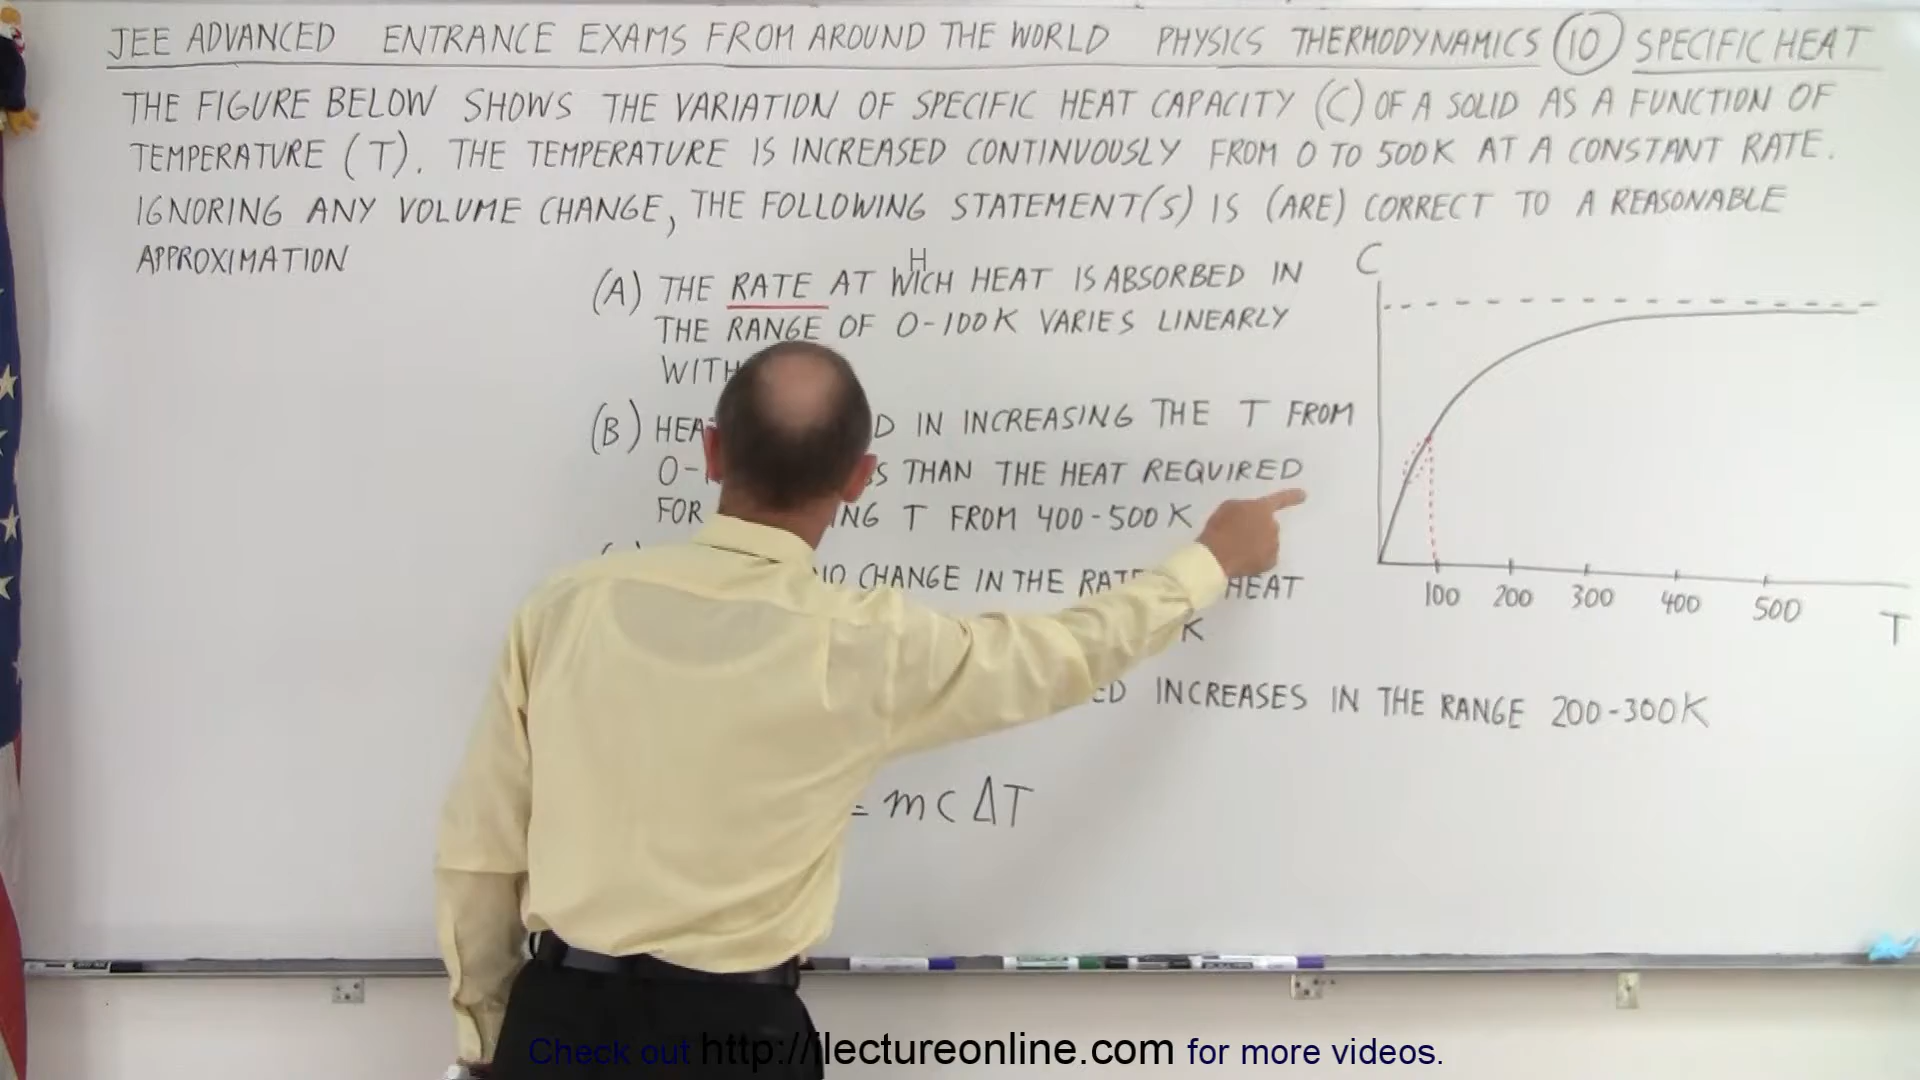 JEE ADVANCED ENTRANCE EXAMS FROM AROUND THE WORLD PHYSICS THERMODYNAMICS 10 SPECIFIC HEAT
THE FIGURE BELOW SHOWS THE VARIATION OF SPECIFIC HEAT CAPACITY (C) OF A SOLID AS A FUNCTION OF
TEMPERATURE (T). THE TEMPERATURE IS INCREASED CONTINUOUSLY FROM 0 TO 500K AT A CONSTANT RATE.
IGNORING ANY VOLUME CHANGE, THE FOLLOWING STATEMENT(S) IS (ARE) CORRECT TO A REASONABLE
APPROXIMATION
H
(A) THE RATE AT WICH HEAT IS ABSORBED IN
THE RANGE OF 0-100K VARIES LINEARLY
WITH
(B) HEA D IN INCREASING THE T FROM
0- S THAN THE HEAT REQUIRED
FOR ING T FROM 400-500K
NO CHANGE IN THE RATE HEAT
K
ED INCREASES IN THE RANGE 200-300K
= mCΔT
C
100 200 300 400 500
T
Check out http://ilectureonline.com for more videos.